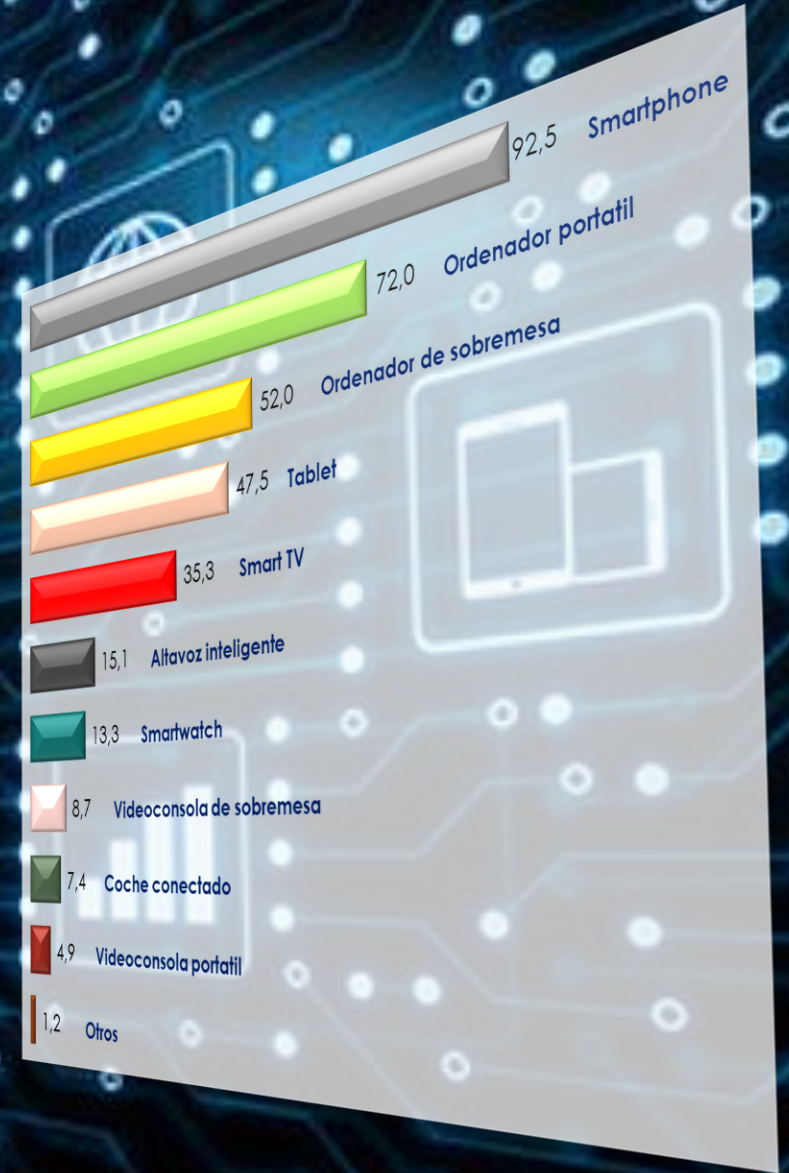 92,5 Smartphone
72,0 Ordenador portatil
52,0 Ordenador de sobremesa
47,5 Tablet
35,3 Smart TV
15,1 Altavoz inteligente
13,3 Smartwatch
8,7 Videoconsola de sobremesa
7,4 Coche conectado
4,9 Videoconsola portatil
1,2 Otros